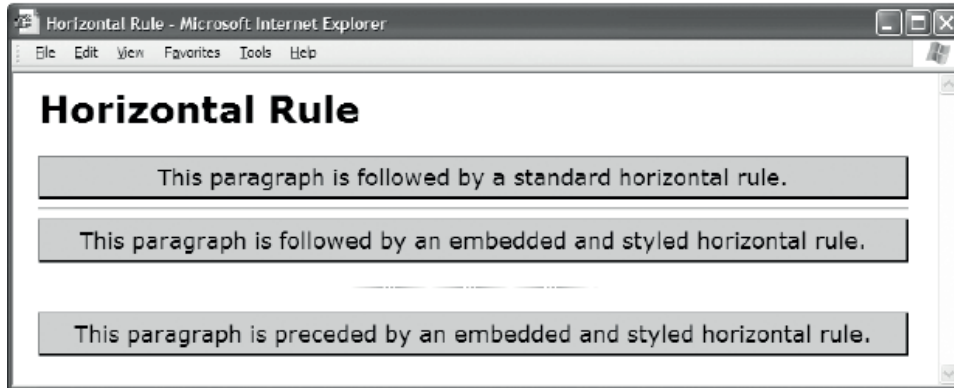 Horizontal Rule - Microsoft Internet Explorer
File Edit View Favorites Tools Help
Horizontal Rule
This paragraph is followed by a standard horizontal rule.
This paragraph is followed by an embedded and styled horizontal rule.
This paragraph is preceded by an embedded and styled horizontal rule.